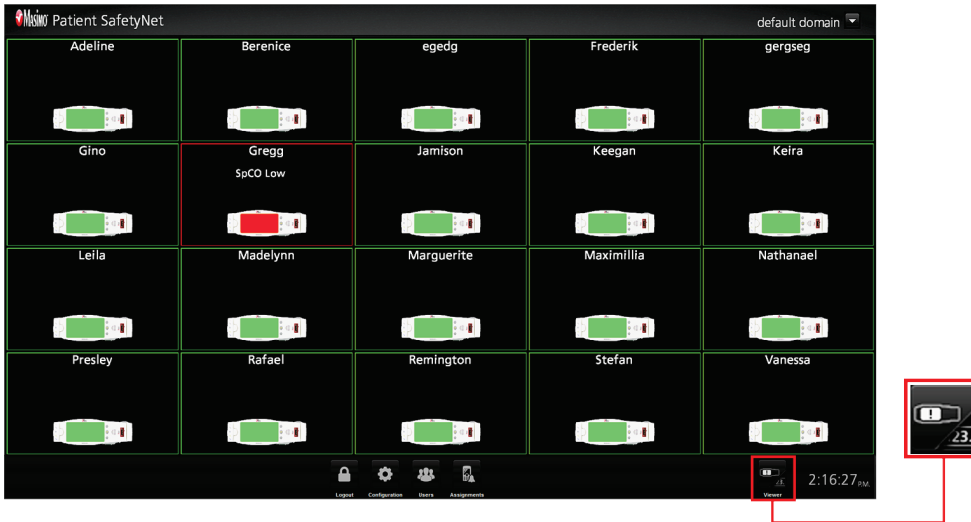 Masimo Patient SafetyNet
default domain
Adeline
Berenice
egedg
Frederik
gergseg
Gino
Gregg
Jamison
Keegan
Keira
SpCO Low
Leila
Madelynn
Marguerite
Maximillia
Nathanael
Presley
Rafael
Remington
Stefan
Vanessa
Logout
Configuration
Users
Assignments
Viewer
2:16:27 P.M.
!
23.